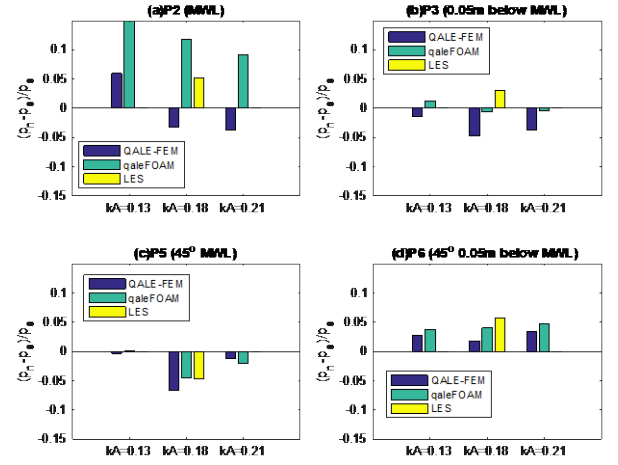 (a)P2 (MWL)
(p_n-p_e)/p_e
0.1
0.05
0
-0.05
-0.1
-0.15
QALE-FEM
qaleFOAM
LES
kA=0.13 kA=0.18 kA=0.21
(b)P3 (0.05m below MWL)
(p_n-p_e)/p_e
0.1
0.05
0
-0.05
-0.1
-0.15
QALE-FEM
qaleFOAM
LES
kA=0.13 kA=0.18 kA=0.21
(c)P5 (45° MWL)
(p_n-p_e)/p_e
0.1
0.05
0
-0.05
-0.1
-0.15
QALE-FEM
qaleFOAM
LES
kA=0.13 kA=0.18 kA=0.21
(d)P6 (45° 0.05m below MWL)
(p_n-p_e)/p_e
0.1
0.05
0
-0.05
-0.1
-0.15
QALE-FEM
qaleFOAM
LES
kA=0.13 kA=0.18 kA=0.21